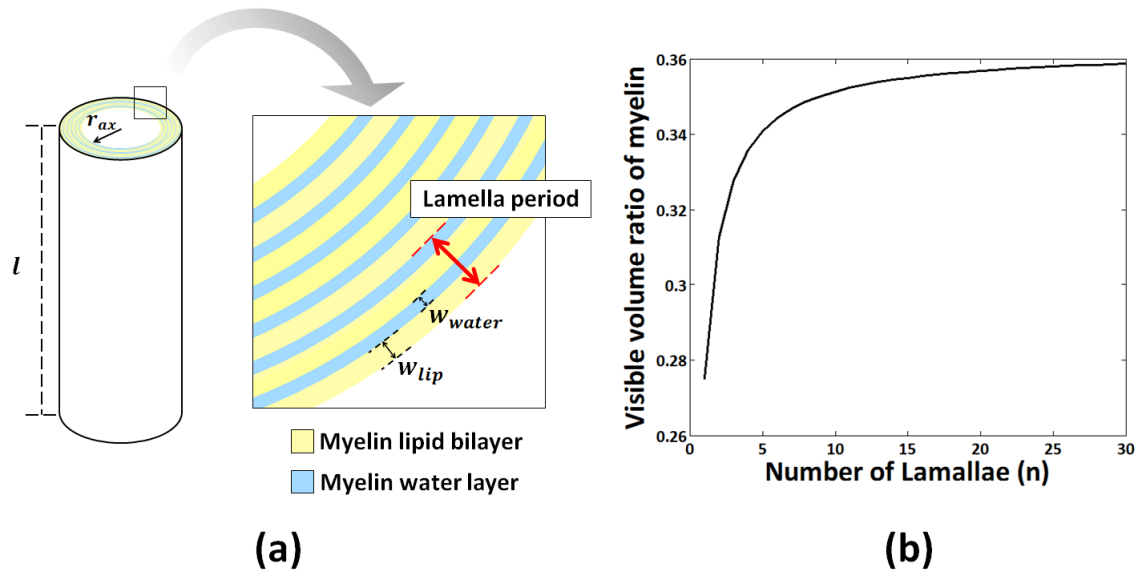 r_ax
l
Lamella period
w_water
w_lip
Myelin lipid bilayer
Myelin water layer
(a)
Visible volume ratio of myelin
0.36
0.34
0.32
0.3
0.28
0.26
0
5
10
15
20
25
30
Number of Lamallae (n)
(b)